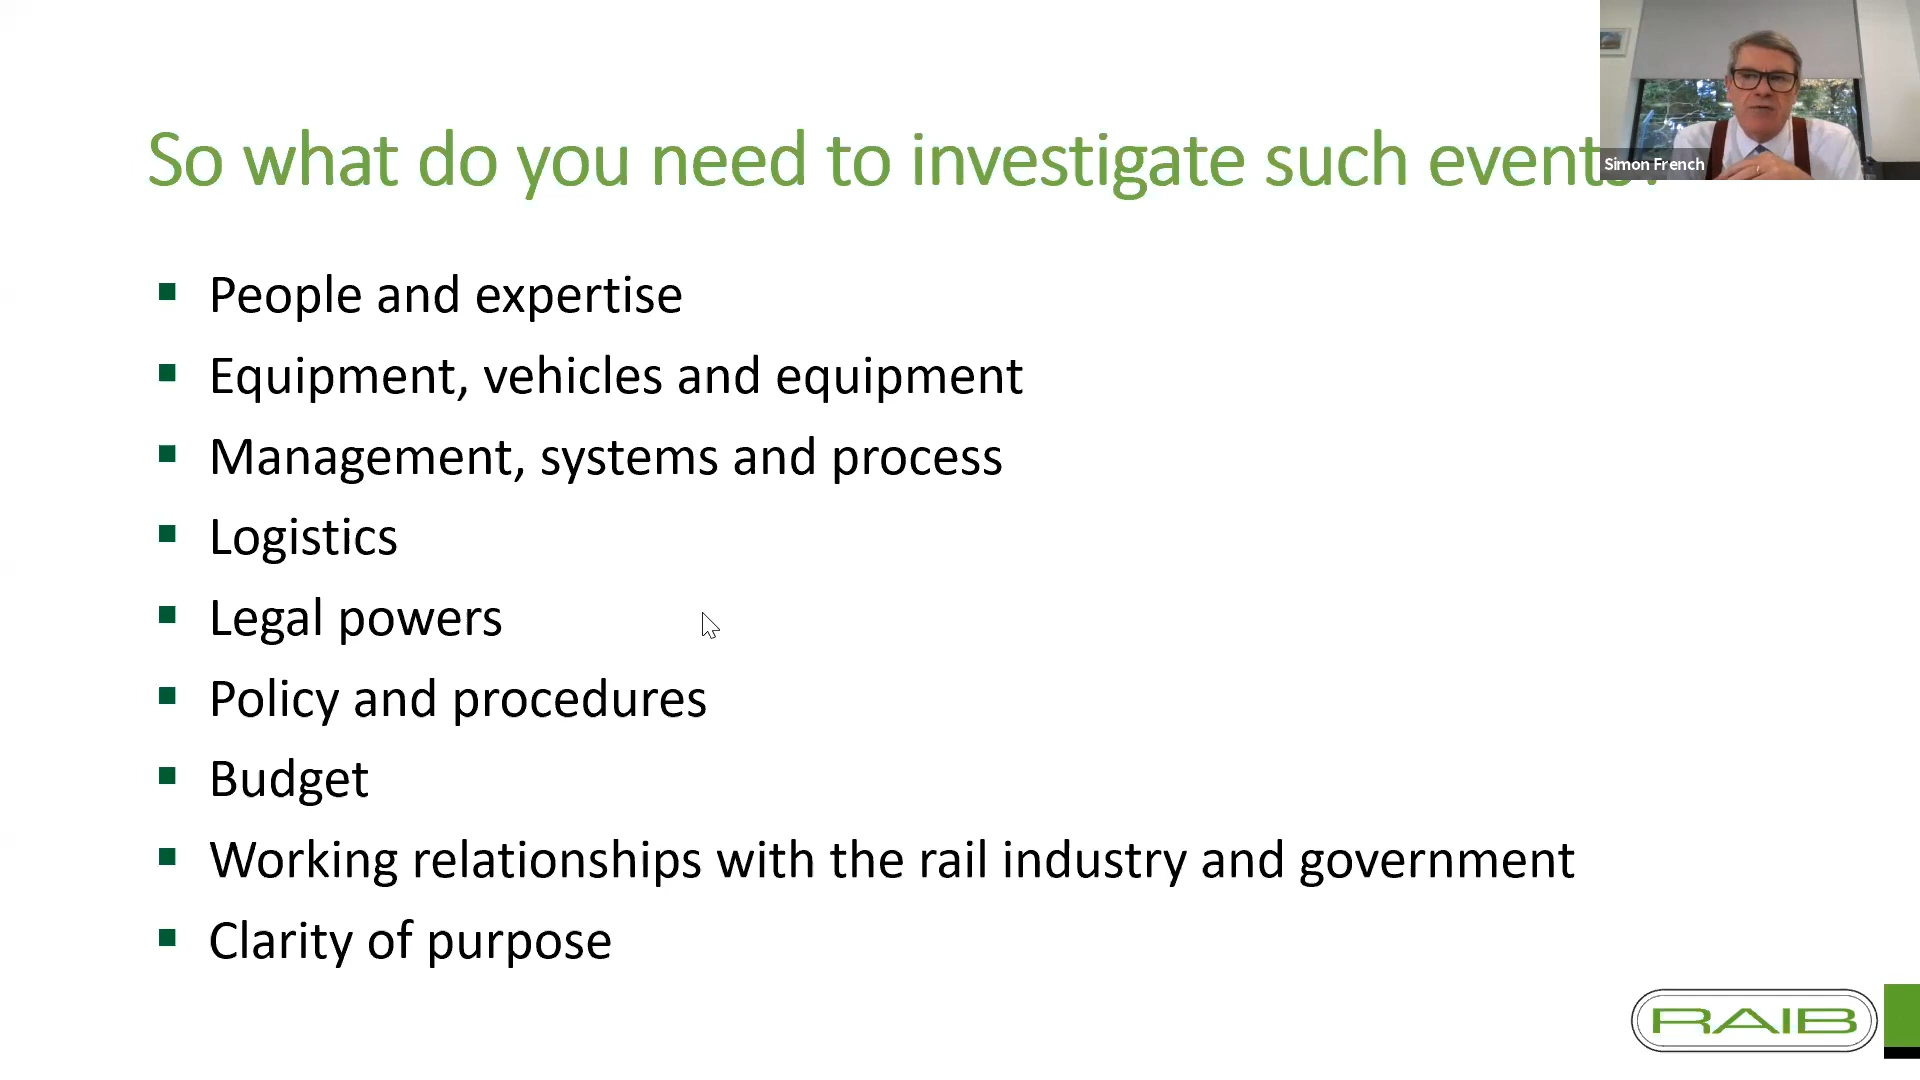 So what do you need to investigate such events?
Simon French
People and expertise
Equipment, vehicles and equipment
Management, systems and process
Logistics
Legal powers
Policy and procedures
Budget
Working relationships with the rail industry and government
Clarity of purpose
RAIB